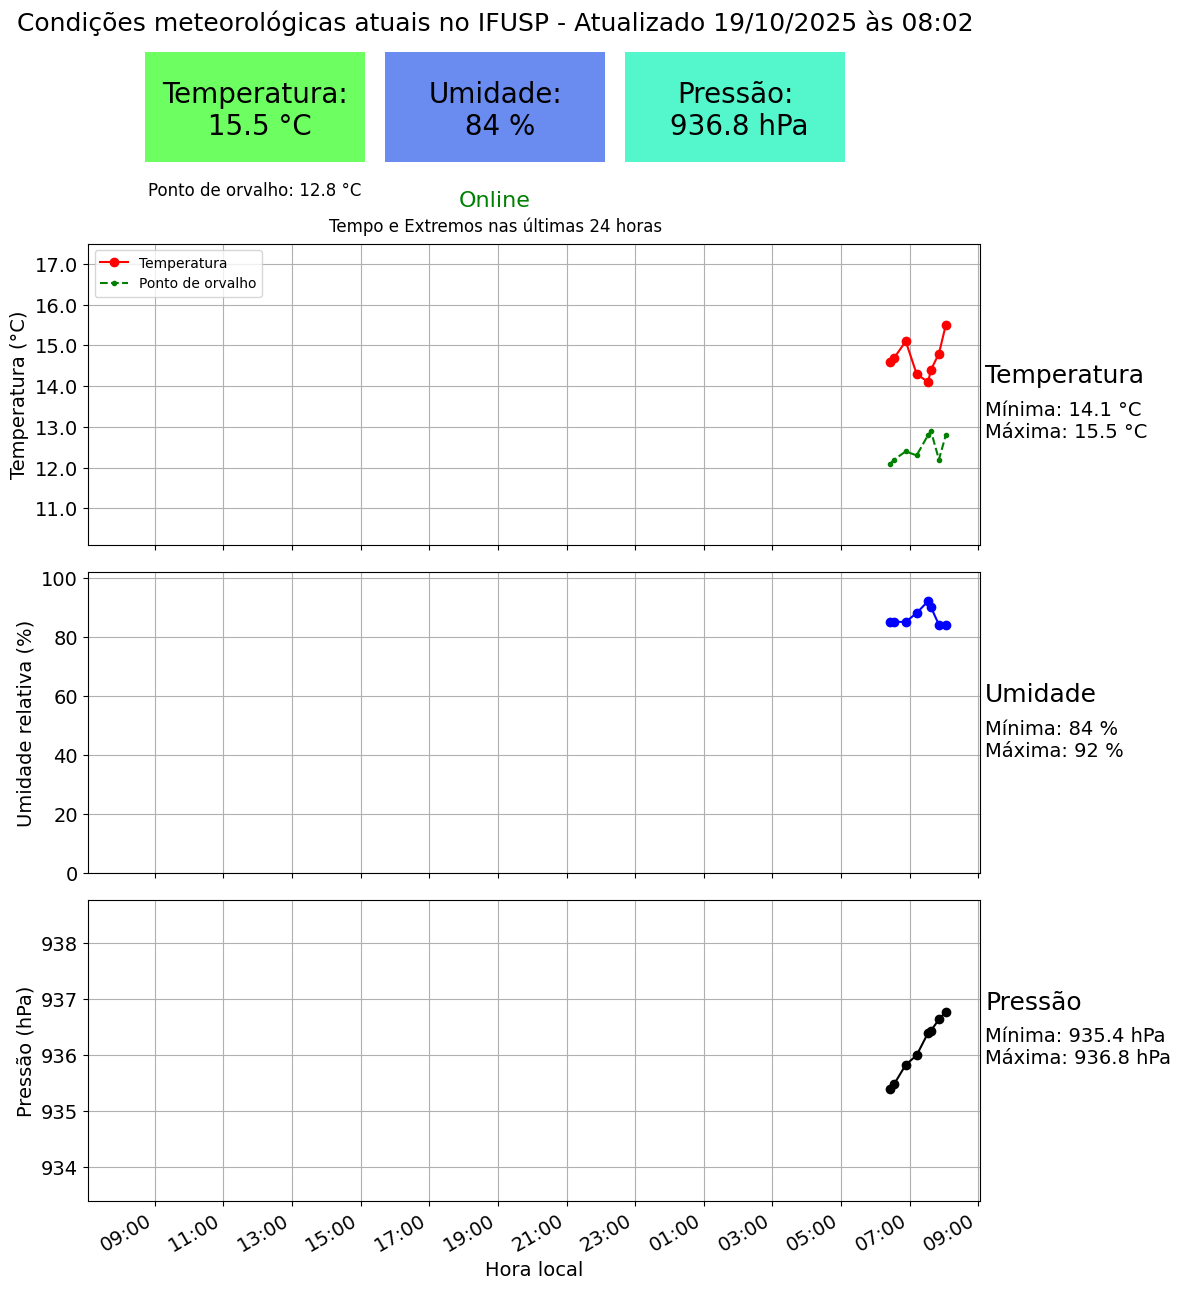 Condições meteorológicas atuais no IFUSP - Atualizado 19/10/2025 às 08:02
Temperatura:
15.5 °C
Umidade:
84 %
Pressão:
936.8 hPa
Ponto de orvalho: 12.8 °C
Online
Tempo e Extremos nas últimas 24 horas
Temperatura
Ponto de orvalho
Temperatura (°C)
17.0
16.0
15.0
14.0
13.0
12.0
11.0
Temperatura
Mínima: 14.1 °C
Máxima: 15.5 °C
Umidade relativa (%)
100
80
60
40
20
0
Umidade
Mínima: 84 %
Máxima: 92 %
Pressão (hPa)
938
937
936
935
934
Pressão
Mínima: 935.4 hPa
Máxima: 936.8 hPa
09:00 11:00 13:00 15:00 17:00 19:00 21:00 23:00 01:00 03:00 05:00 07:00 09:00
Hora local